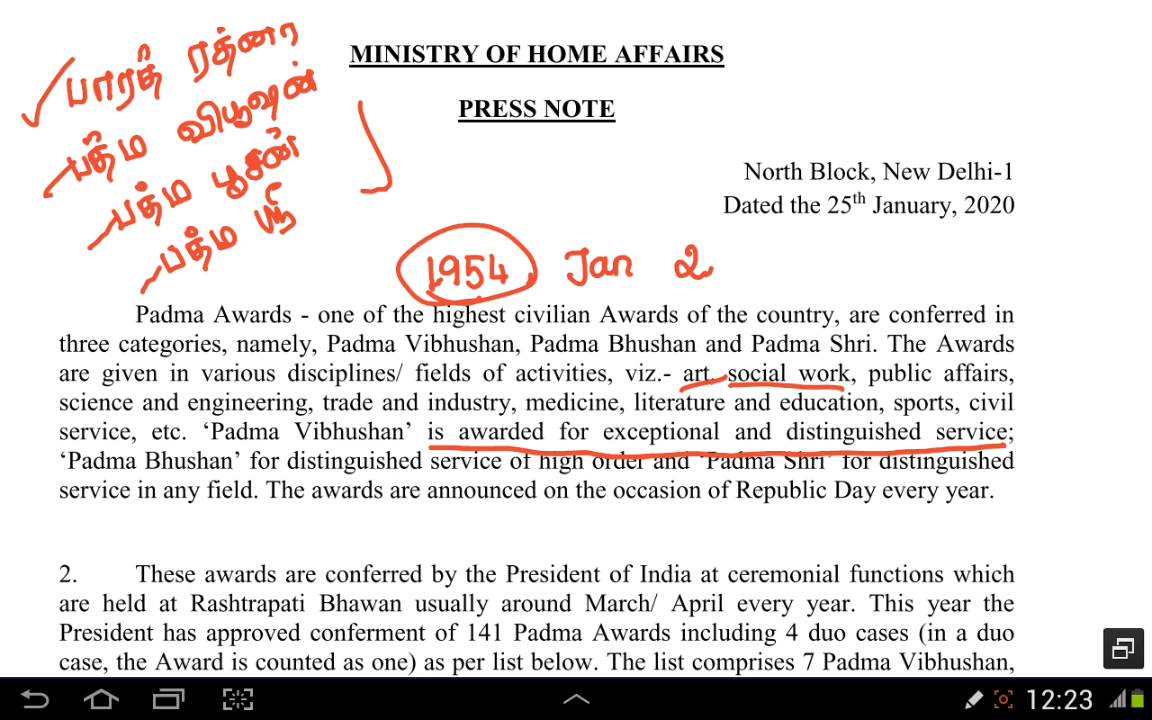 MINISTRY OF HOME AFFAIRS
பாரத் ரத்னா
PRESS NOTE
பத்ம விபூஷன்
பத்ம பூசன்
பத்ம ஸ்ரீ
North Block, New Delhi-1
Dated the 25th January, 2020
1954 Jan 2
Padma Awards - one of the highest civilian Awards of the country, are conferred in
three categories, namely, Padma Vibhushan, Padma Bhushan and Padma Shri. The Awards
are given in various disciplines/ fields of activities, viz.- art, social work, public affairs,
science and engineering, trade and industry, medicine, literature and education, sports, civil
service, etc. ‘Padma Vibhushan’ is awarded for exceptional and distinguished service;
‘Padma Bhushan’ for distinguished service of high order and ‘Padma Shri’ for distinguished
service in any field. The awards are announced on the occasion of Republic Day every year.
2. These awards are conferred by the President of India at ceremonial functions which
are held at Rashtrapati Bhawan usually around March/ April every year. This year the
President has approved conferment of 141 Padma Awards including 4 duo cases (in a duo
case, the Award is counted as one) as per list below. The list comprises 7 Padma Vibhushan,
12:23